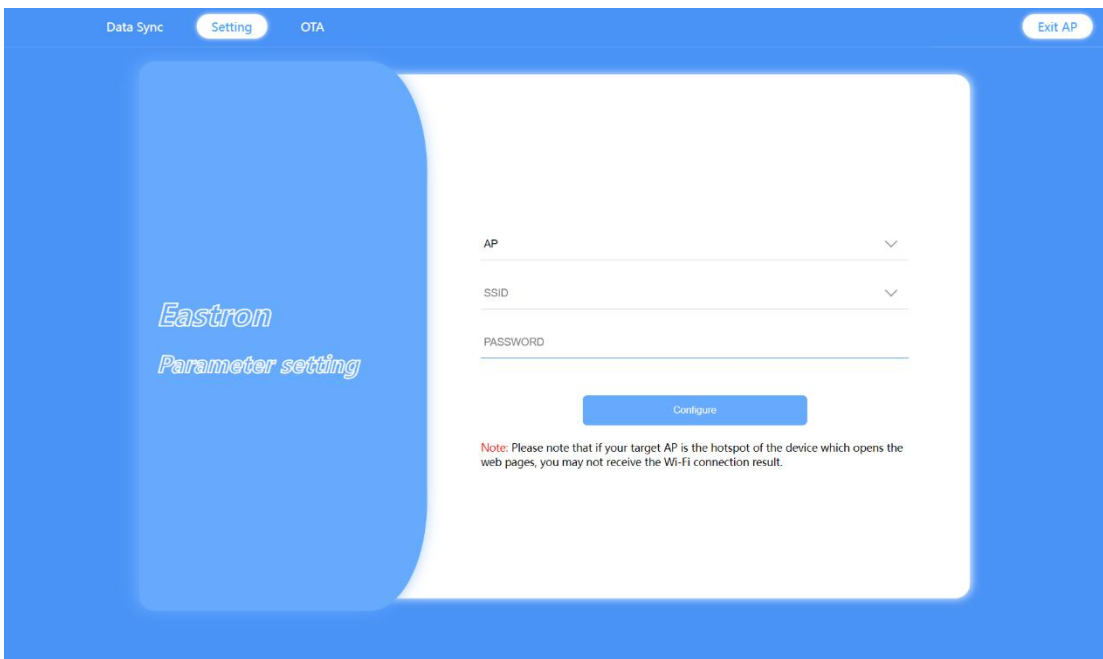 Data Sync
Setting
OTA
Exit AP
Eastron
Parameter setting
AP
SSID
PASSWORD
Configure
Note: Please note that if your target AP is the hotspot of the device which opens the
web pages, you may not receive the Wi-Fi connection result.